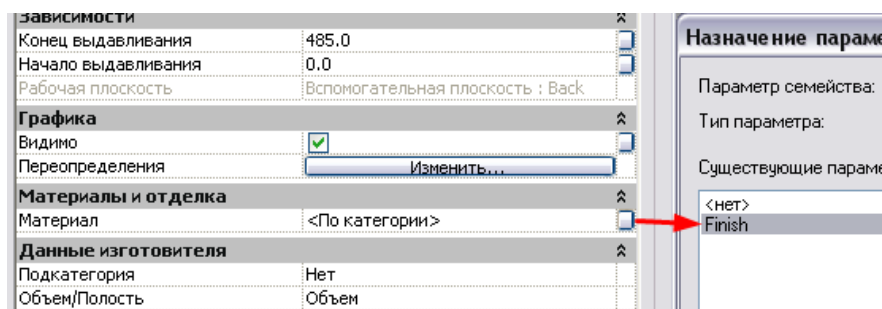 Зависимости
Конец выдавливания 485.0
Начало выдавливания 0.0
Рабочая плоскость Вспомогательная плоскость : Back
Графика
Видимо
Переопределения Изменить...
Материалы и отделка
Материал <По категории>
Данные изготовителя
Подкатегория Нет
Объем/Полость Объем
Назначение параме
Параметр семейства:
Тип параметра:
Существующие параме
<нет>
Finish